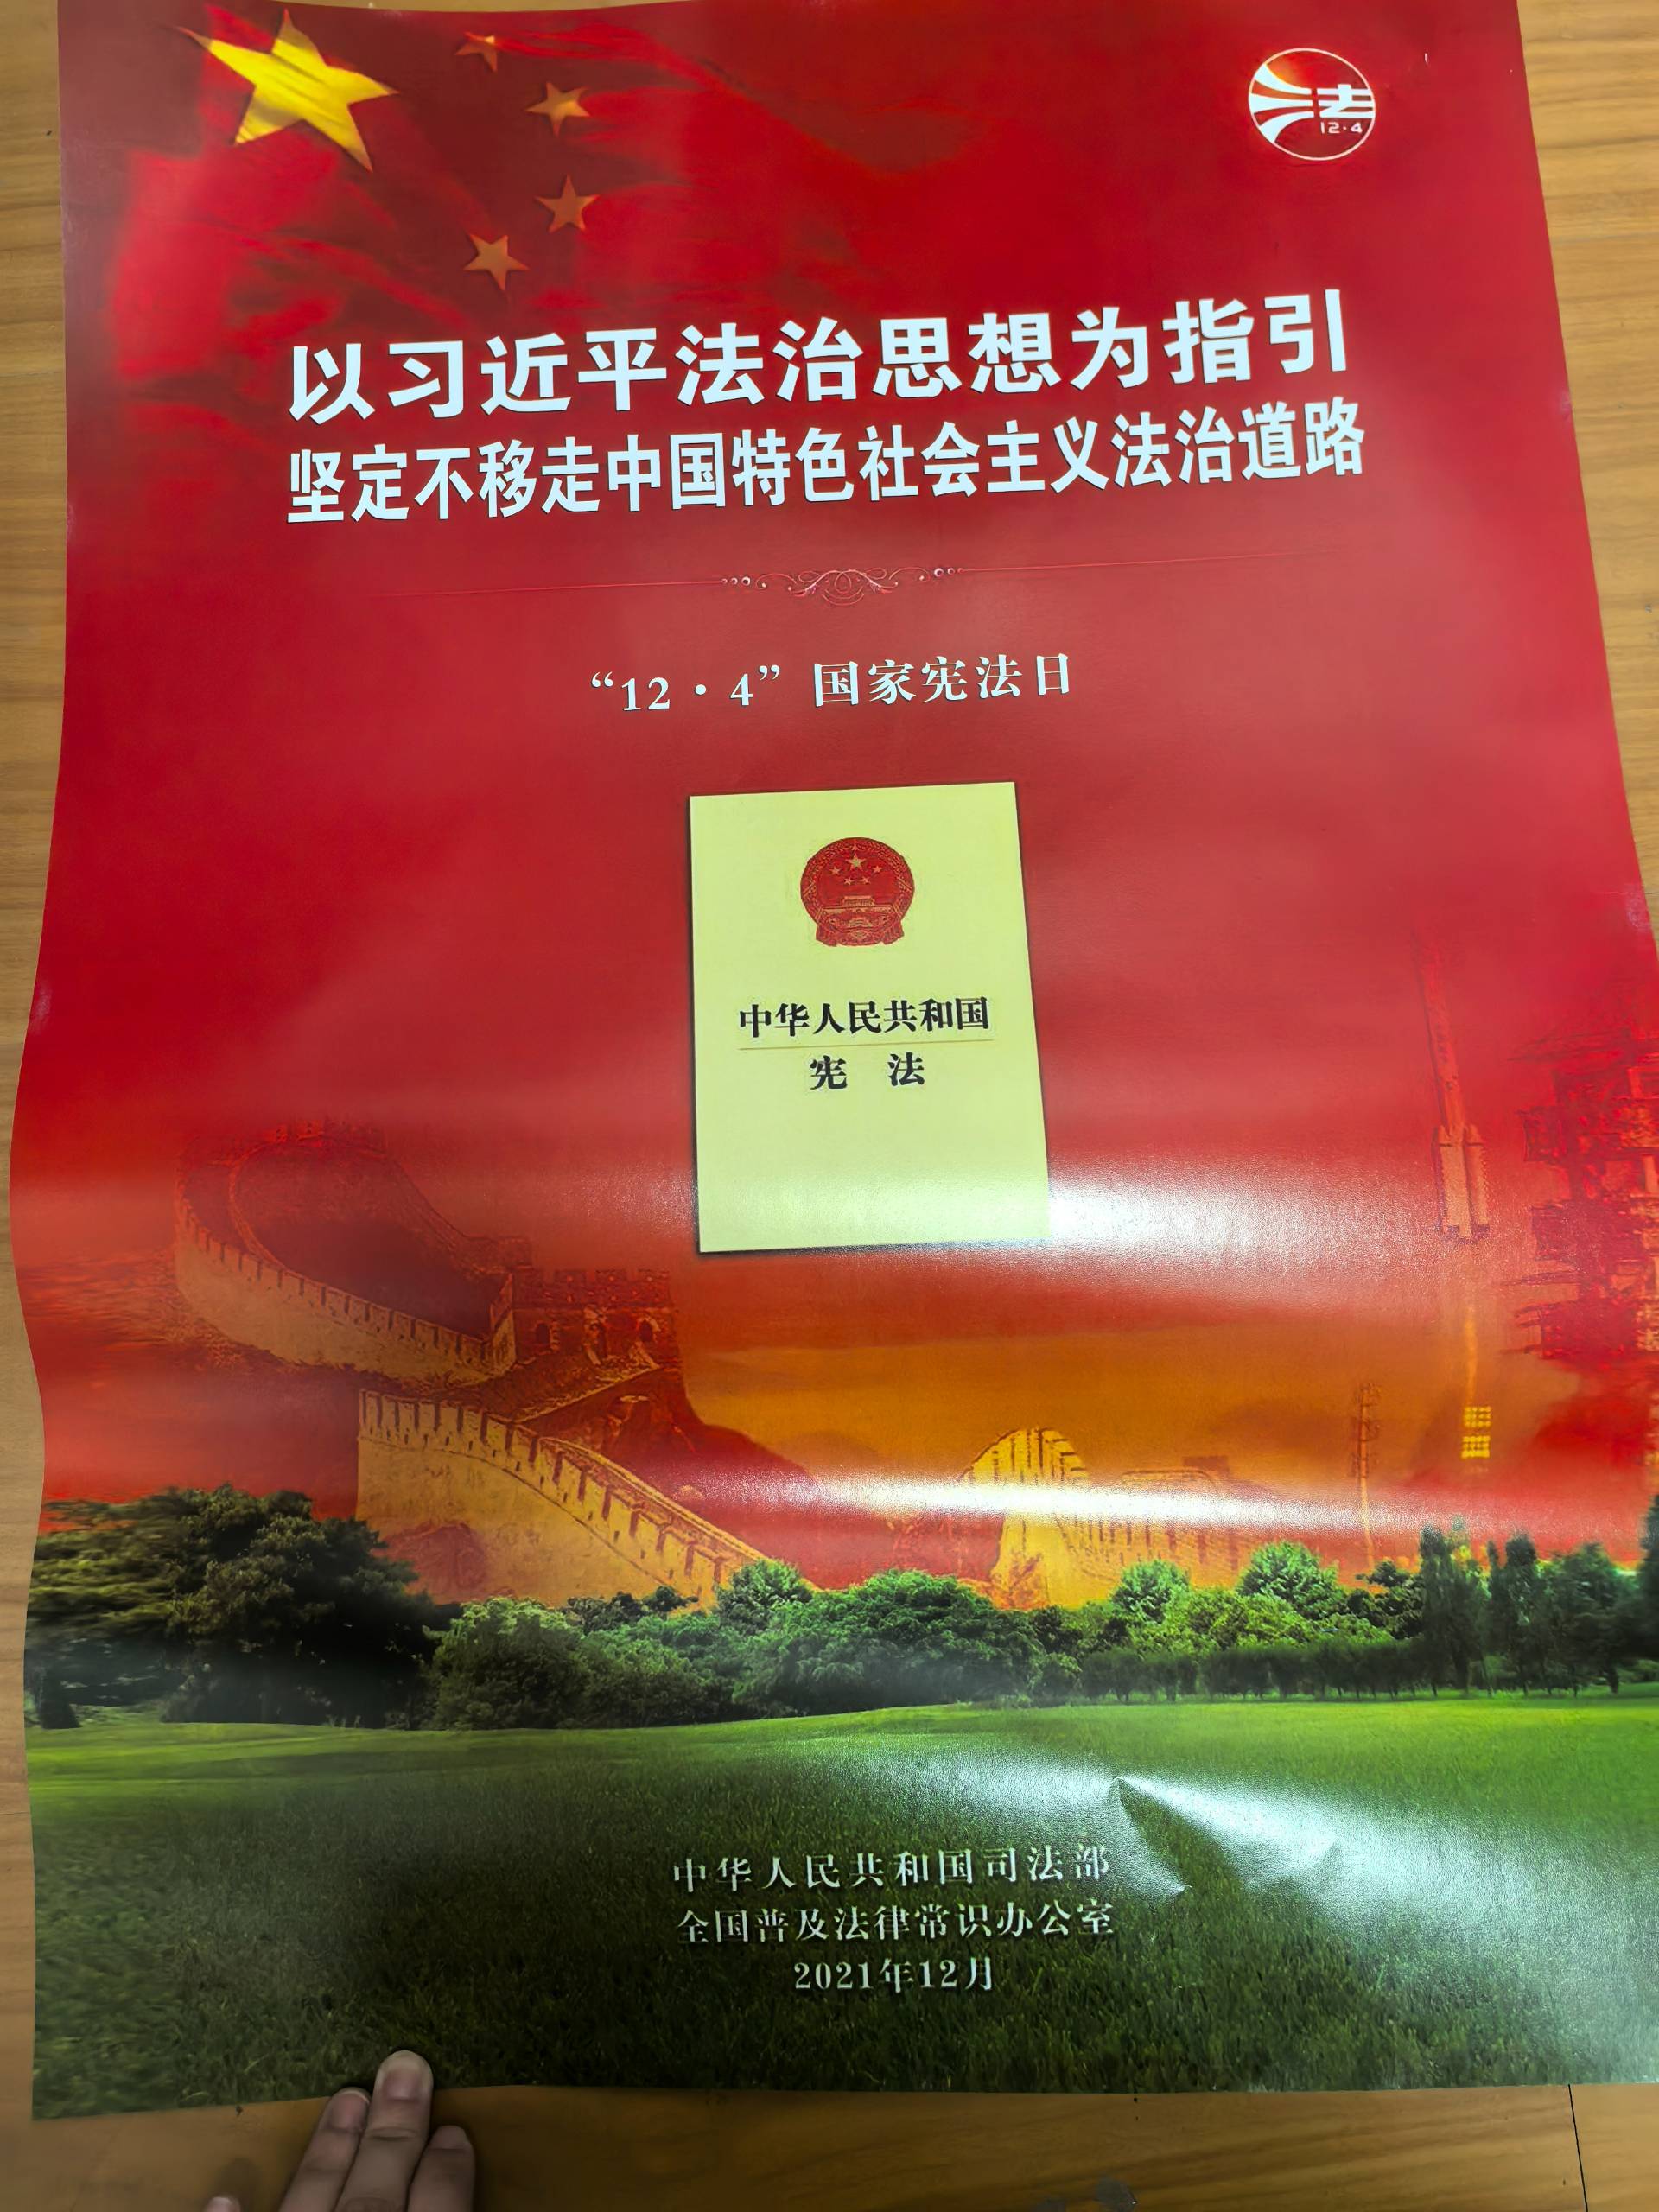 法
12·4
以习近平法治思想为指引
坚定不移走中国特色社会主义法治道路
“12·4”国家宪法日
中华人民共和国
宪 法
中华人民共和国司法部
全国普及法律常识办公室
2021年12月